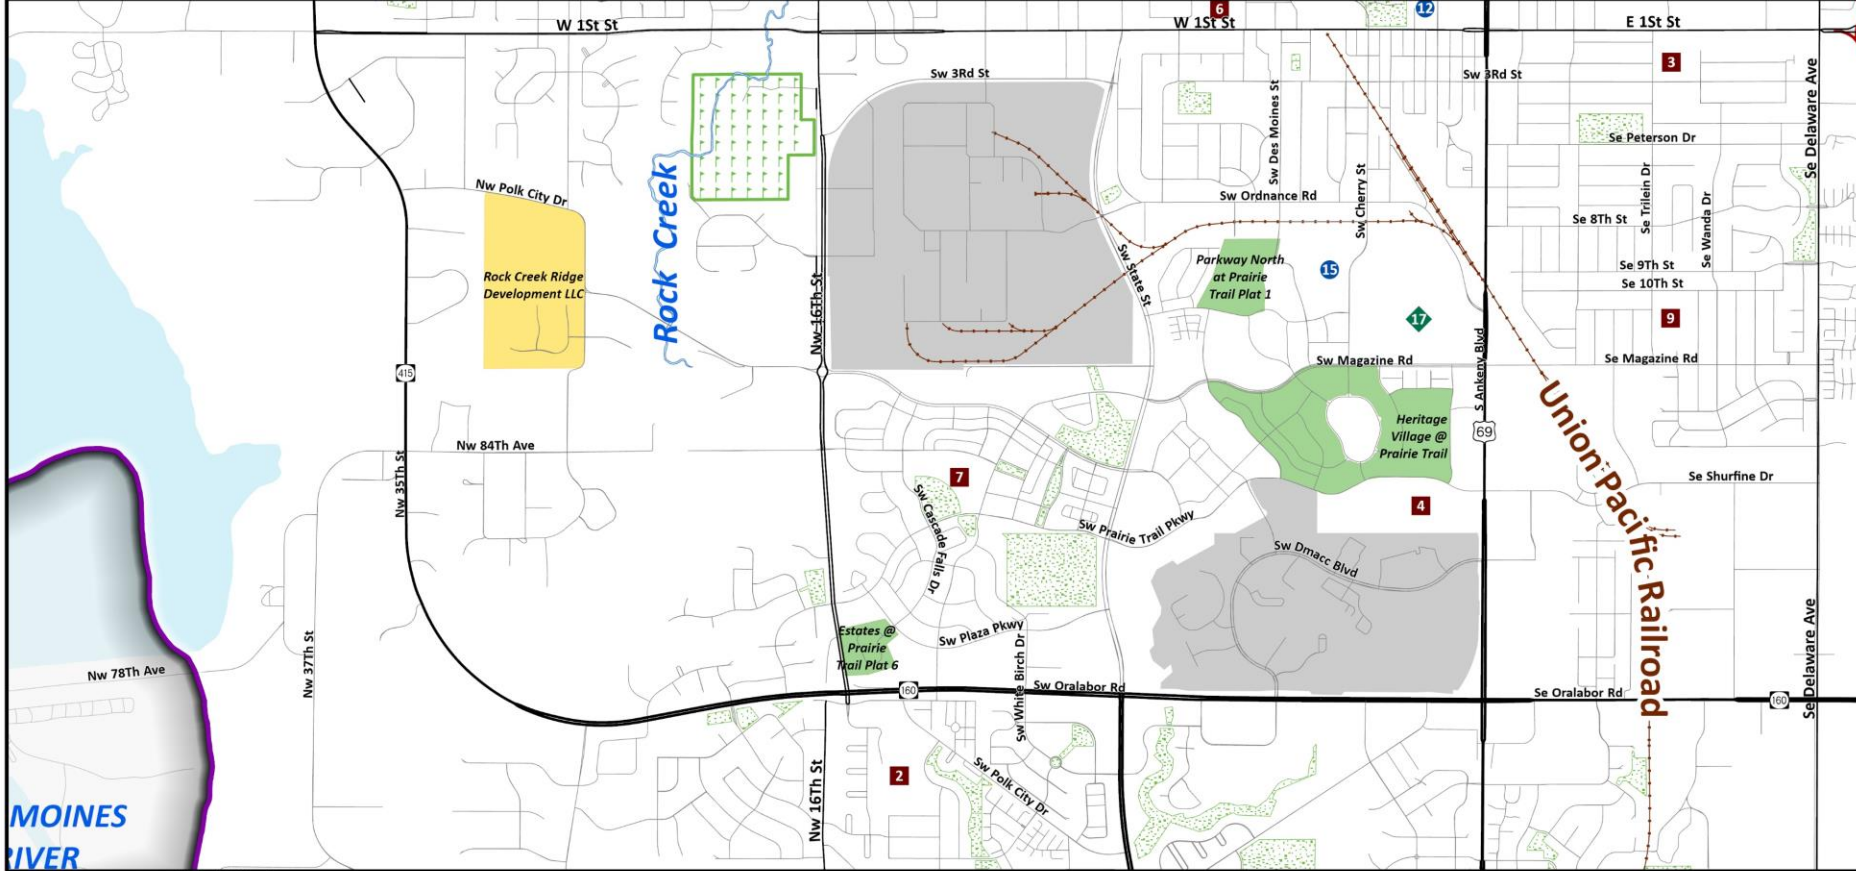 6
12
W 1St St
W 1St St
E 1St St
3
Sw 3Rd St
Sw 3Rd St
Se Delaware Ave
Sw Des Moines St
Se Peterson Dr
Nw Polk City Dr
Rock Creek
Sw Ordnance Rd
Sw Cherry St
Se Trilein Dr
Se Wanda Dr
Se 8Th St
Rock Creek Ridge
Development LLC
Nw 16Th St
Sw State St
Parkway North
at Prairie
Trail Plat 1
15
Se 9Th St
Se 10Th St
17
9
S Ankeny Blvd
Sw Magazine Rd
Se Magazine Rd
415
Union Pacific Railroad
Heritage
Village @
Prairie Trail
69
Nw 84Th Ave
Nw 35Th St
7
Se Shurfine Dr
Sw Cascade Falls Dr
4
Sw Prairie Trail Pkwy
Sw Dmacc Blvd
Estates @
Prairie
Trail Plat 6
Sw Plaza Pkwy
Nw 37Th St
Nw 78Th Ave
Sw White Birch Dr
Se Delaware Ave
160
Sw Oralabor Rd
Se Oralabor Rd
160
Nw 16Th St
2
Sw Polk City Dr
MOINES
RIVER